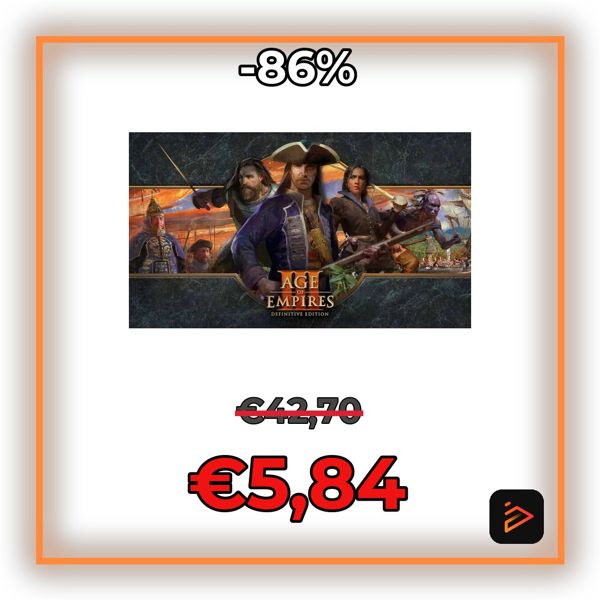 -86%
AGE
OF
EMPIRES
III
DEFINITIVE EDITION
€42,70
€5,84